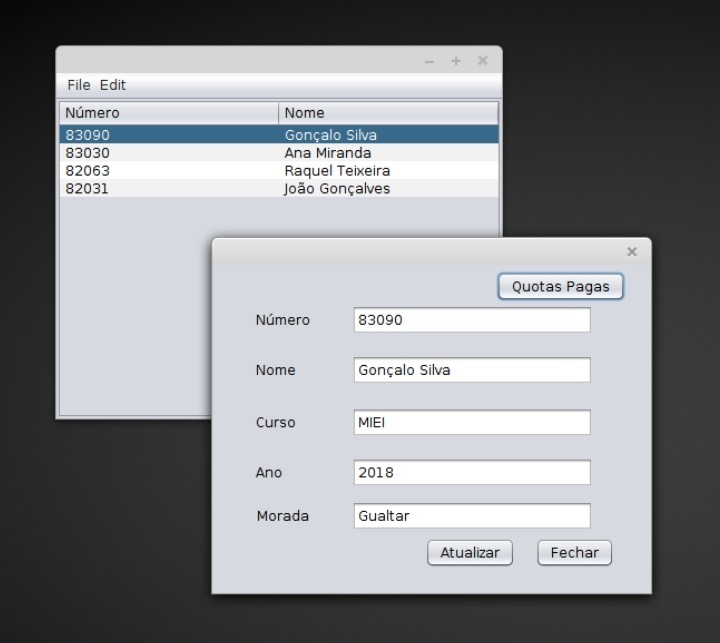 File Edit
Número Nome
83090 Gonçalo Silva
83030 Ana Miranda
82063 Raquel Teixeira
82031 João Gonçalves
Quotas Pagas
Número 83090
Nome Gonçalo Silva
Curso MIEI
Ano 2018
Morada Gualtar
Atualizar Fechar